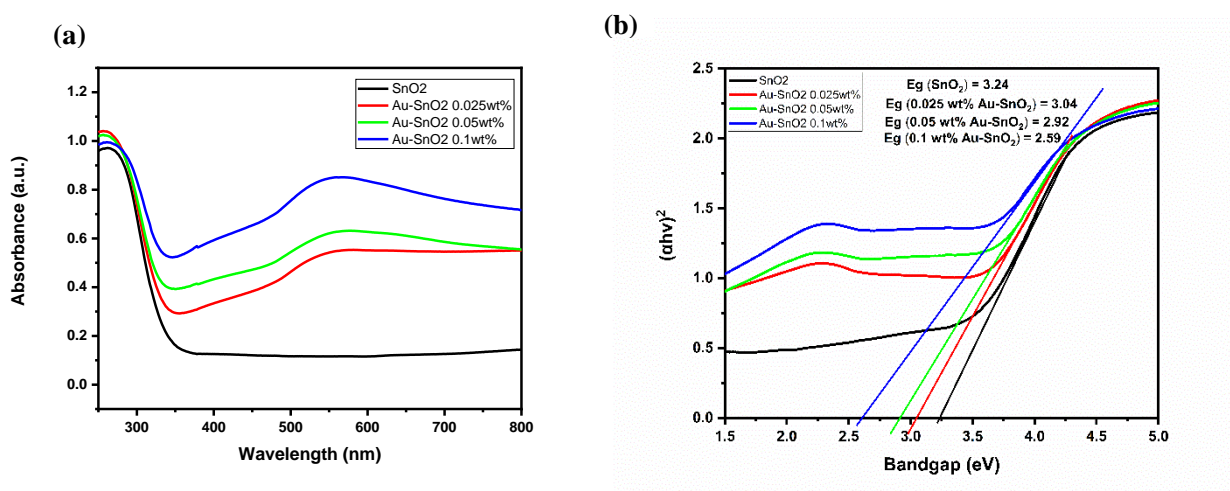 (a)
1.2
1.0
0.8
0.6
0.4
0.2
0.0
Absorbance (a.u.)
SnO2
Au-SnO2 0.025wt%
Au-SnO2 0.05wt%
Au-SnO2 0.1wt%
300 400 500 600 700 800
Wavelength (nm)
(b)
2.5
2.0
1.5
1.0
0.5
0.0
(αhν)²
SnO2
Au-SnO2 0.025wt%
Au-SnO2 0.05wt%
Au-SnO2 0.1wt%
Eg (SnO₂) = 3.24
Eg (0.025 wt% Au-SnO₂) = 3.04
Eg (0.05 wt% Au-SnO₂) = 2.92
Eg (0.1 wt% Au-SnO₂) = 2.59
1.5 2.0 2.5 3.0 3.5 4.0 4.5 5.0
Bandgap (eV)